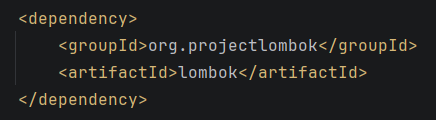 <dependency>
    <groupId>org.projectlombok</groupId>
    <artifactId>lombok</artifactId>
</dependency>